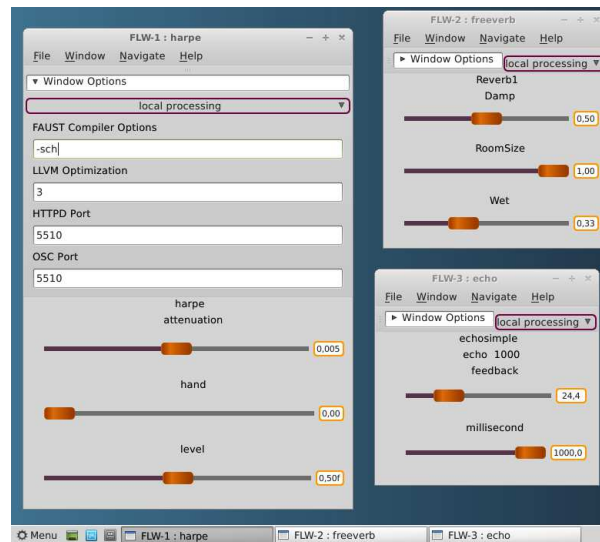 FLW-1 : harpe
File Window Navigate Help
Window Options
local processing
FAUST Compiler Options
-sch
LLVM Optimization
3
HTTPD Port
5510
OSC Port
5510
harpe
attenuation
0,005
hand
0,00
level
0,50f
FLW-2 : freeverb
File Window Navigate Help
Window Options local processing
Reverb1
Damp
0,50
RoomSize
1,00
Wet
0,33
FLW-3 : echo
File Window Navigate Help
Window Options local processing
echosimple
echo 1000
feedback
24,4
millisecond
1000,0
Menu FLW-1 : harpe FLW-2 : freeverb FLW-3 : echo